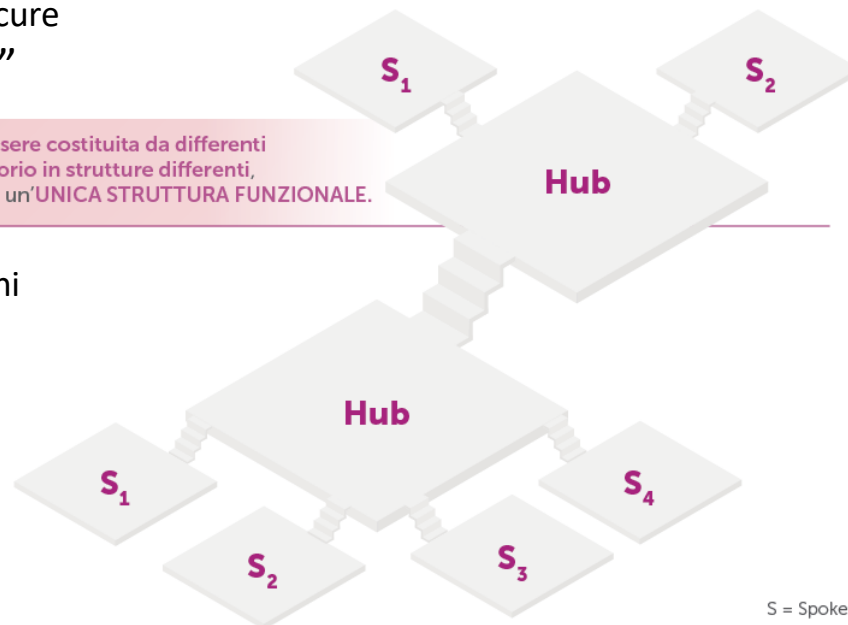 cure
”
sere costituita da differenti
orio in strutture differenti,
un’UNICA STRUTTURA FUNZIONALE.
ni
S1
S2
Hub
Hub
S1
S2
S3
S4
S = Spoke